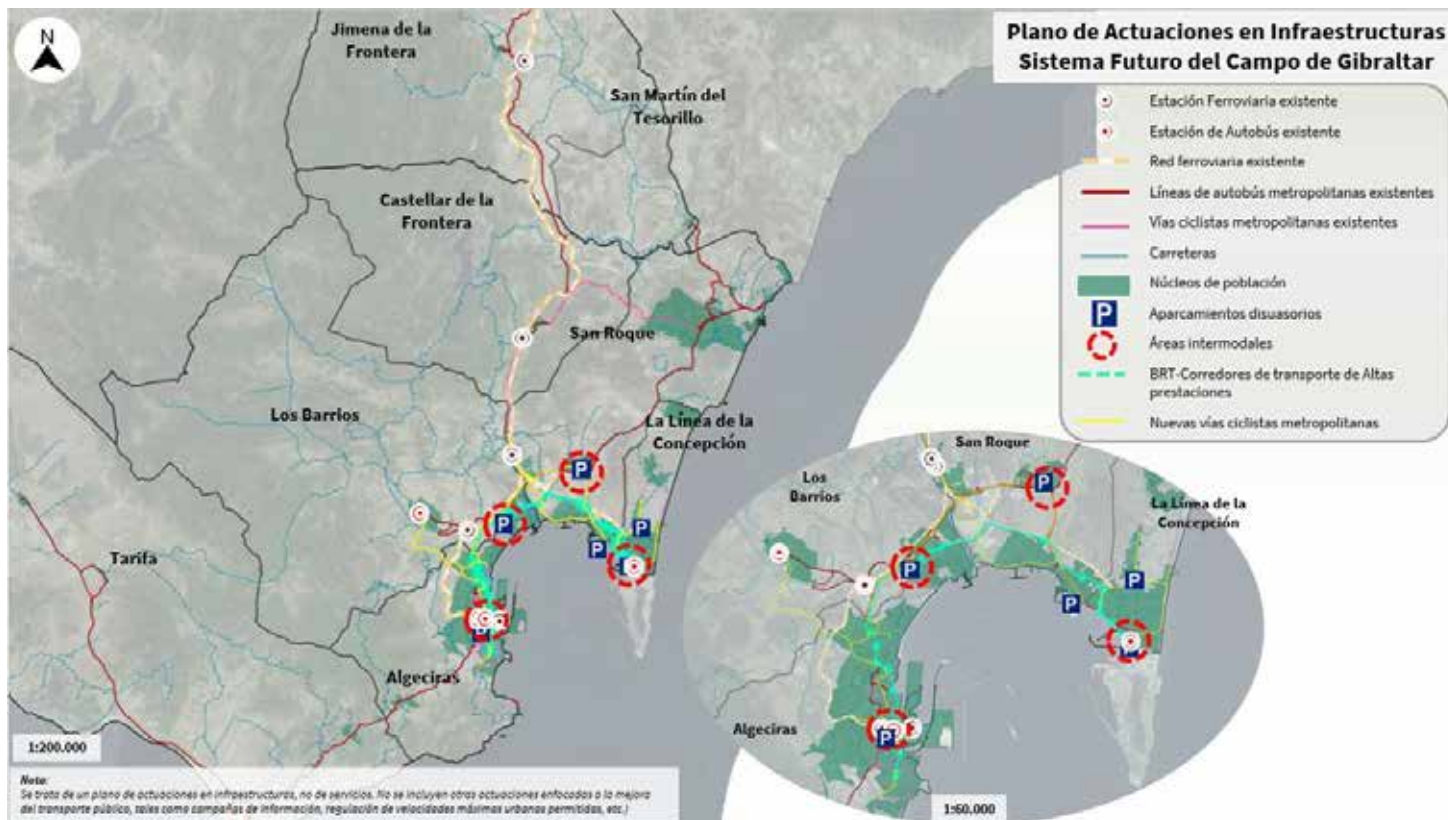 N
Jimena de la
Frontera
San Martín del
Tesorillo
Castellar de la
Frontera
San Roque
Los Barrios
La Línea de la
Concepción
Tarifa
Algeciras
P
P
P
P
P
1:200.000
Nota:
Se trata de un plano de actuaciones en infraestructuras, no de servicios. No se incluyen otras actuaciones enfocadas a la mejora
del transporte público, tales como campañas de información, regulación de velocidades máximas urbanas permitidas, etc.)
Plano de Actuaciones en Infraestructuras
Sistema Futuro del Campo de Gibraltar
Estación Ferroviaria existente
Estación de Autobús existente
Red ferroviaria existente
Líneas de autobús metropolitanas existentes
Vías ciclistas metropolitanas existentes
Carreteras
Núcleos de población
P Aparcamientos disuasorios
Áreas intermodales
BRT-Corredores de transporte de Altas
prestaciones
Nuevas vías ciclistas metropolitanas
San Roque
Los
Barrios
La Línea de la
Concepción
P
P
P
P
P
Algeciras
1:60.000